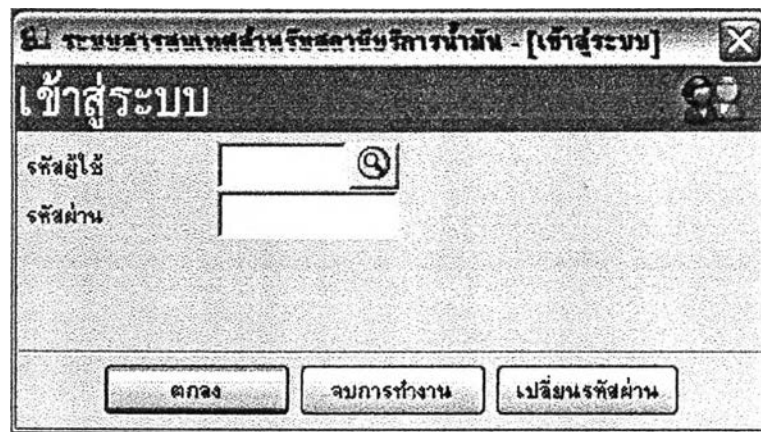 ระบบสารสนเทศสำหรับสถานีบริการน้ำมัน - [เข้าสู่ระบบ]
เข้าสู่ระบบ
รหัสผู้ใช้
รหัสผ่าน
ตกลง จบการทำงาน เปลี่ยนรหัสผ่าน